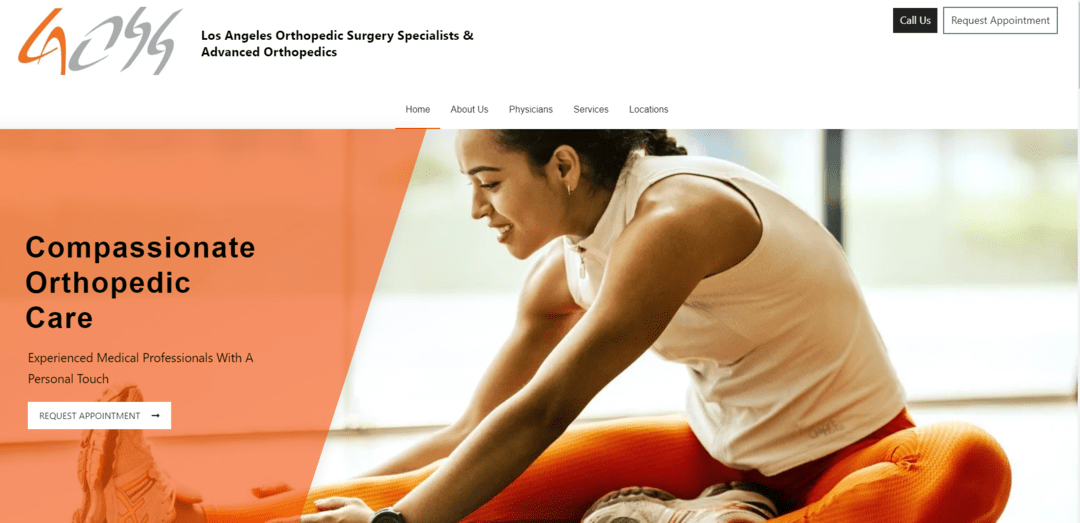 LAOSS
Los Angeles Orthopedic Surgery Specialists &
Advanced Orthopedics
Call Us
Request Appointment
Home
About Us
Physicians
Services
Locations
Compassionate
Orthopedic
Care
Experienced Medical Professionals With A
Personal Touch
REQUEST APPOINTMENT